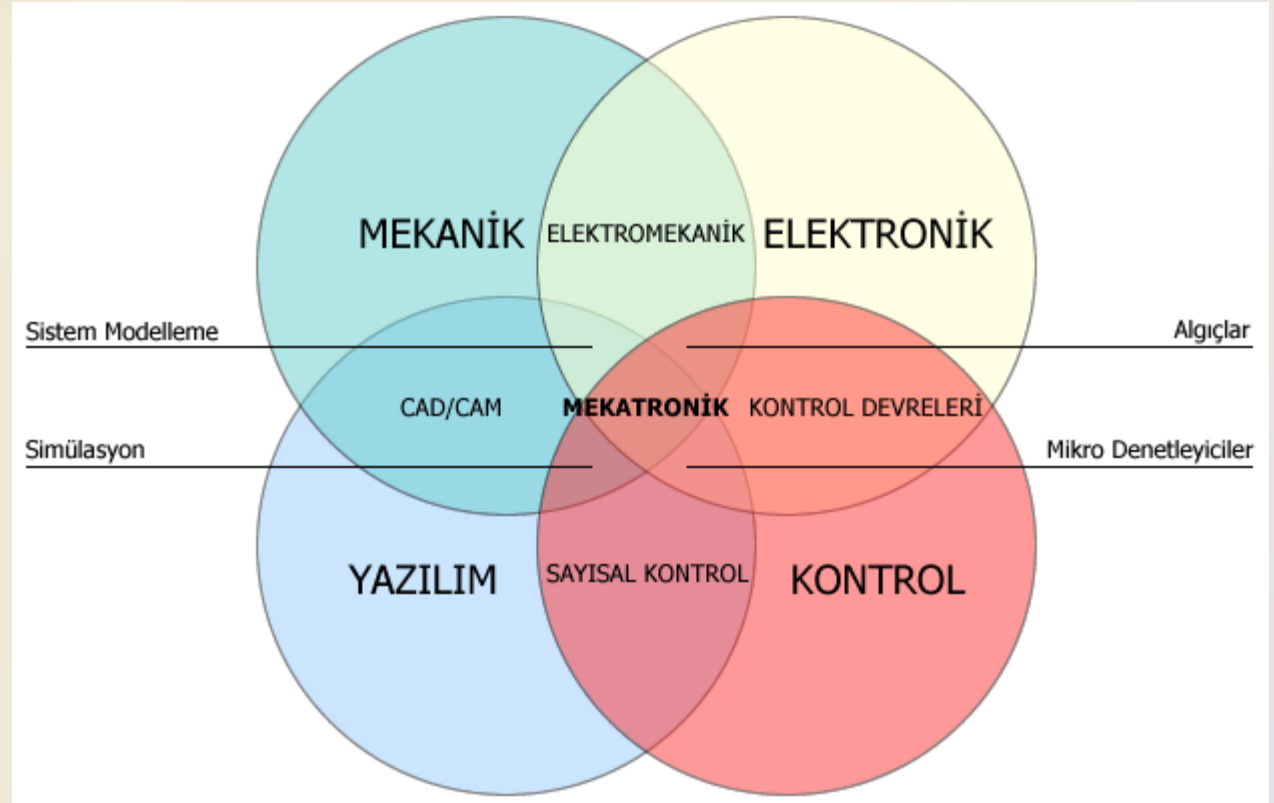 MEKANİK
ELEKTROMEKANİK
ELEKTRONİK
Sistem Modelleme
Algıçlar
CAD/CAM
MEKATRONİK
KONTROL DEVRELERİ
Simülasyon
Mikro Denetleyiciler
YAZILIM
SAYISAL KONTROL
KONTROL